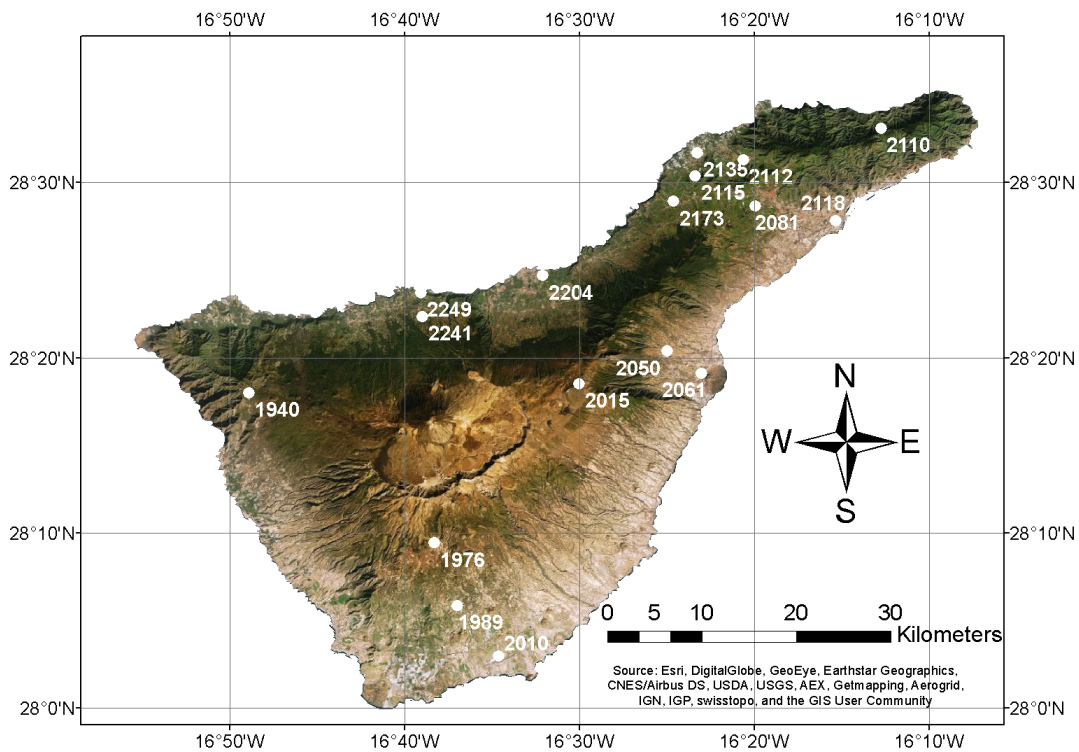 16°50'W 16°40'W 16°30'W 16°20'W 16°10'W
2110
2135 2112
28°30'N 28°30'N
2115
2118
2173 2081
2204
2249
2241
28°20'N 28°20'N
2050
2061
2015
1940
N
W E
S
28°10'N 28°10'N
1976
1989
0 5 10 20 30
Kilometers
2010
Source: Esri, DigitalGlobe, GeoEye, Earthstar Geographics,
CNES/Airbus DS, USDA, USGS, AEX, Getmapping, Aerogrid,
IGN, IGP, swisstopo, and the GIS User Community
28°0'N 28°0'N
16°50'W 16°40'W 16°30'W 16°20'W 16°10'W